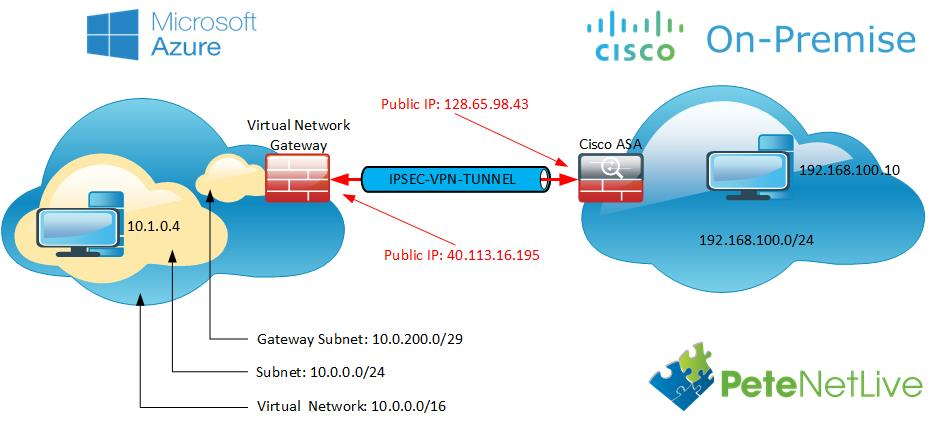 Microsoft
Azure
CISCO
On-Premise
Public IP: 128.65.98.43
Virtual Network
Gateway
Cisco ASA
IPSEC-VPN-TUNNEL
192.168.100.10
10.1.0.4
192.168.100.0/24
Public IP: 40.113.16.195
Gateway Subnet: 10.0.200.0/29
Subnet: 10.0.0.0/24
Virtual Network: 10.0.0.0/16
PeteNetLive